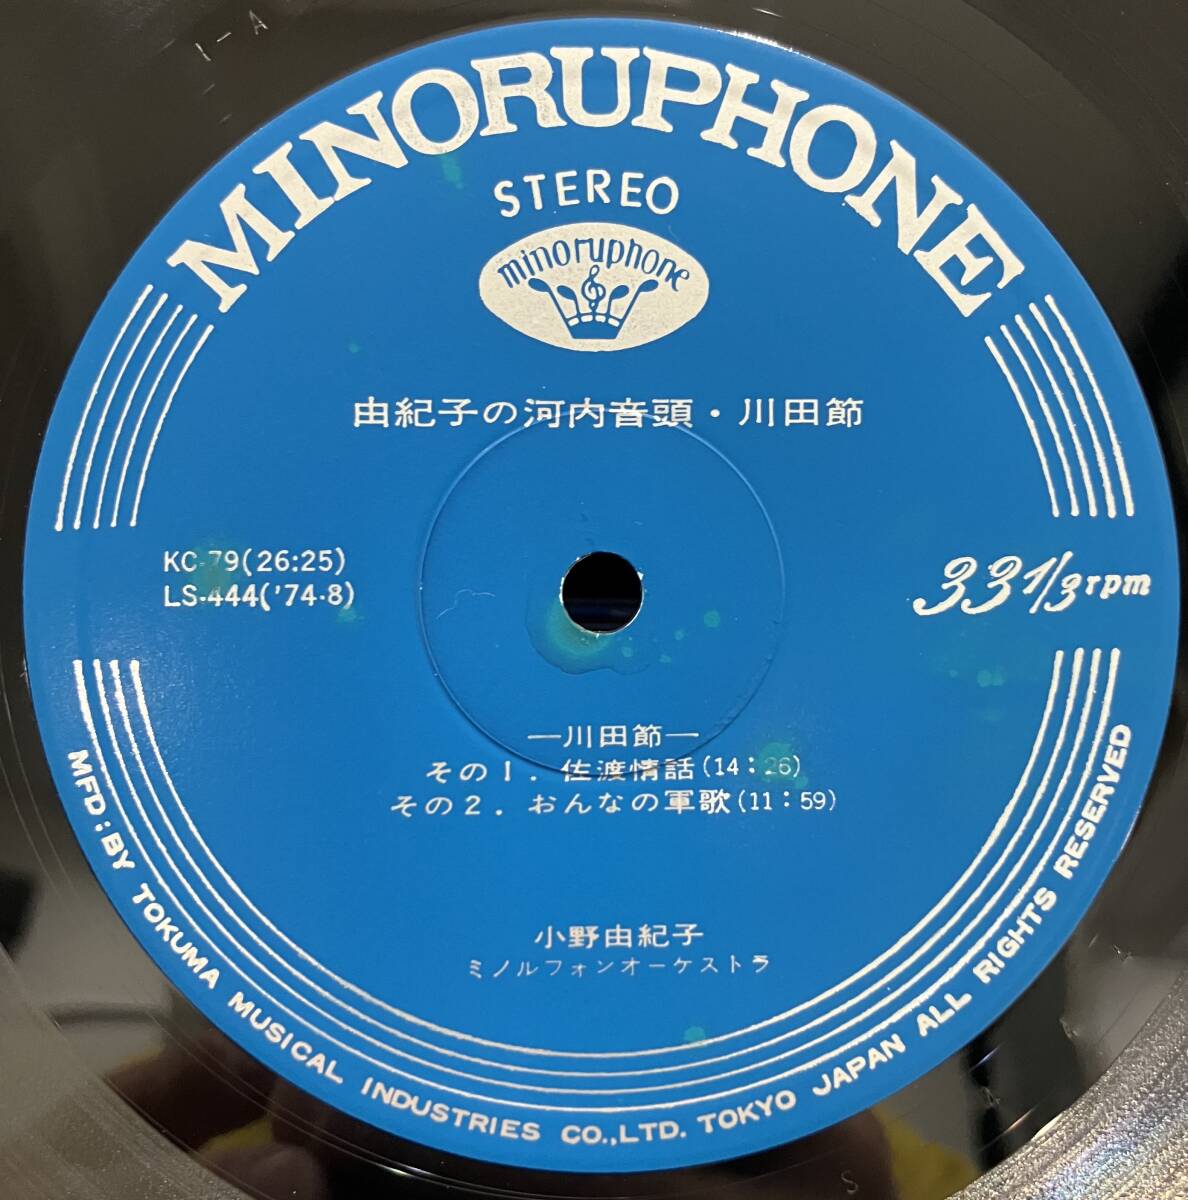 1-A
MINORUPHONE
STEREO
minoruphone
由紀子の河内音頭・川田節
KC-79(26:25)
LS-444('74-8)
33 1/3 rpm
—川田節—
その1. 佐渡情話(14:26)
その2. おんなの軍歌(11:59)
小野由紀子
ミノルフォンオーケストラ
MFD:BY TOKUMA MUSICAL INDUSTRIES CO.,LTD. TOKYO JAPAN ALL RIGHTS RESERVED
S